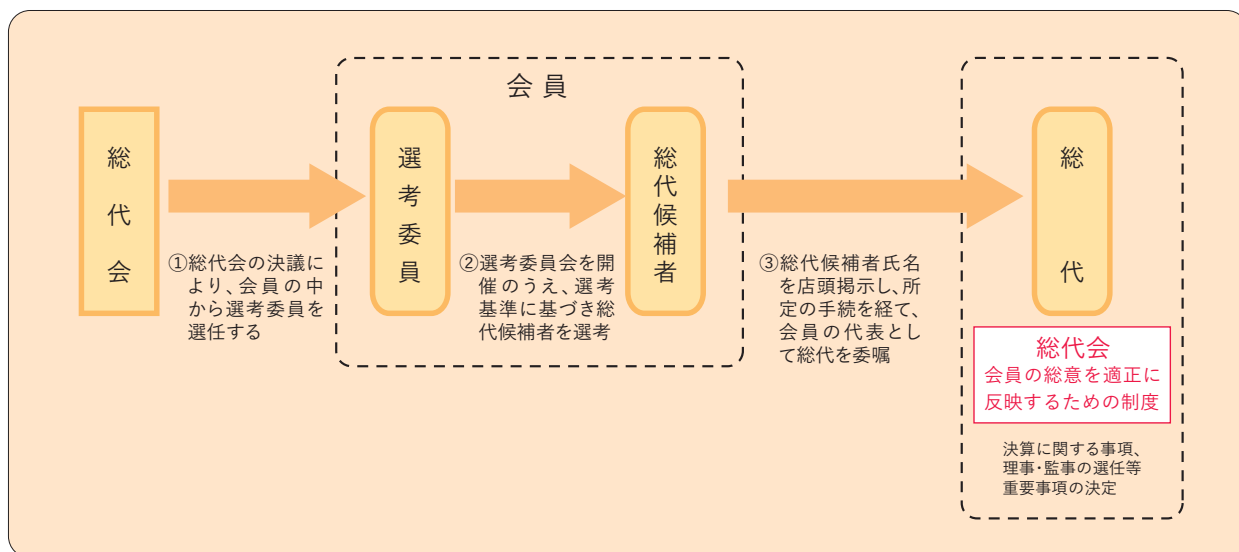 会員
総代会
選考委員
総代候補者
総代
①総代会の決議に
より、会員の中
から選考委員を
選任する
②選考委員会を開
催のうえ、選考
基準に基づき総
代候補者を選考
③総代候補者氏名
を店頭掲示し、所
定の手続を経て、
会員の代表とし
て総代を委嘱
総代会
会員の総意を適正に
反映するための制度
決算に関する事項、
理事・監事の選任等
重要事項の決定